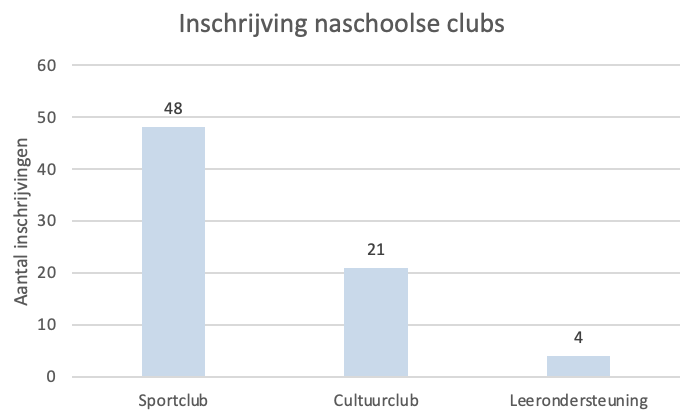 Inschrijving naschoolse clubs
Aantal inschrijvingen
60
50
40
30
20
10
0
48
21
4
Sportclub
Cultuurclub
Leerondersteuning